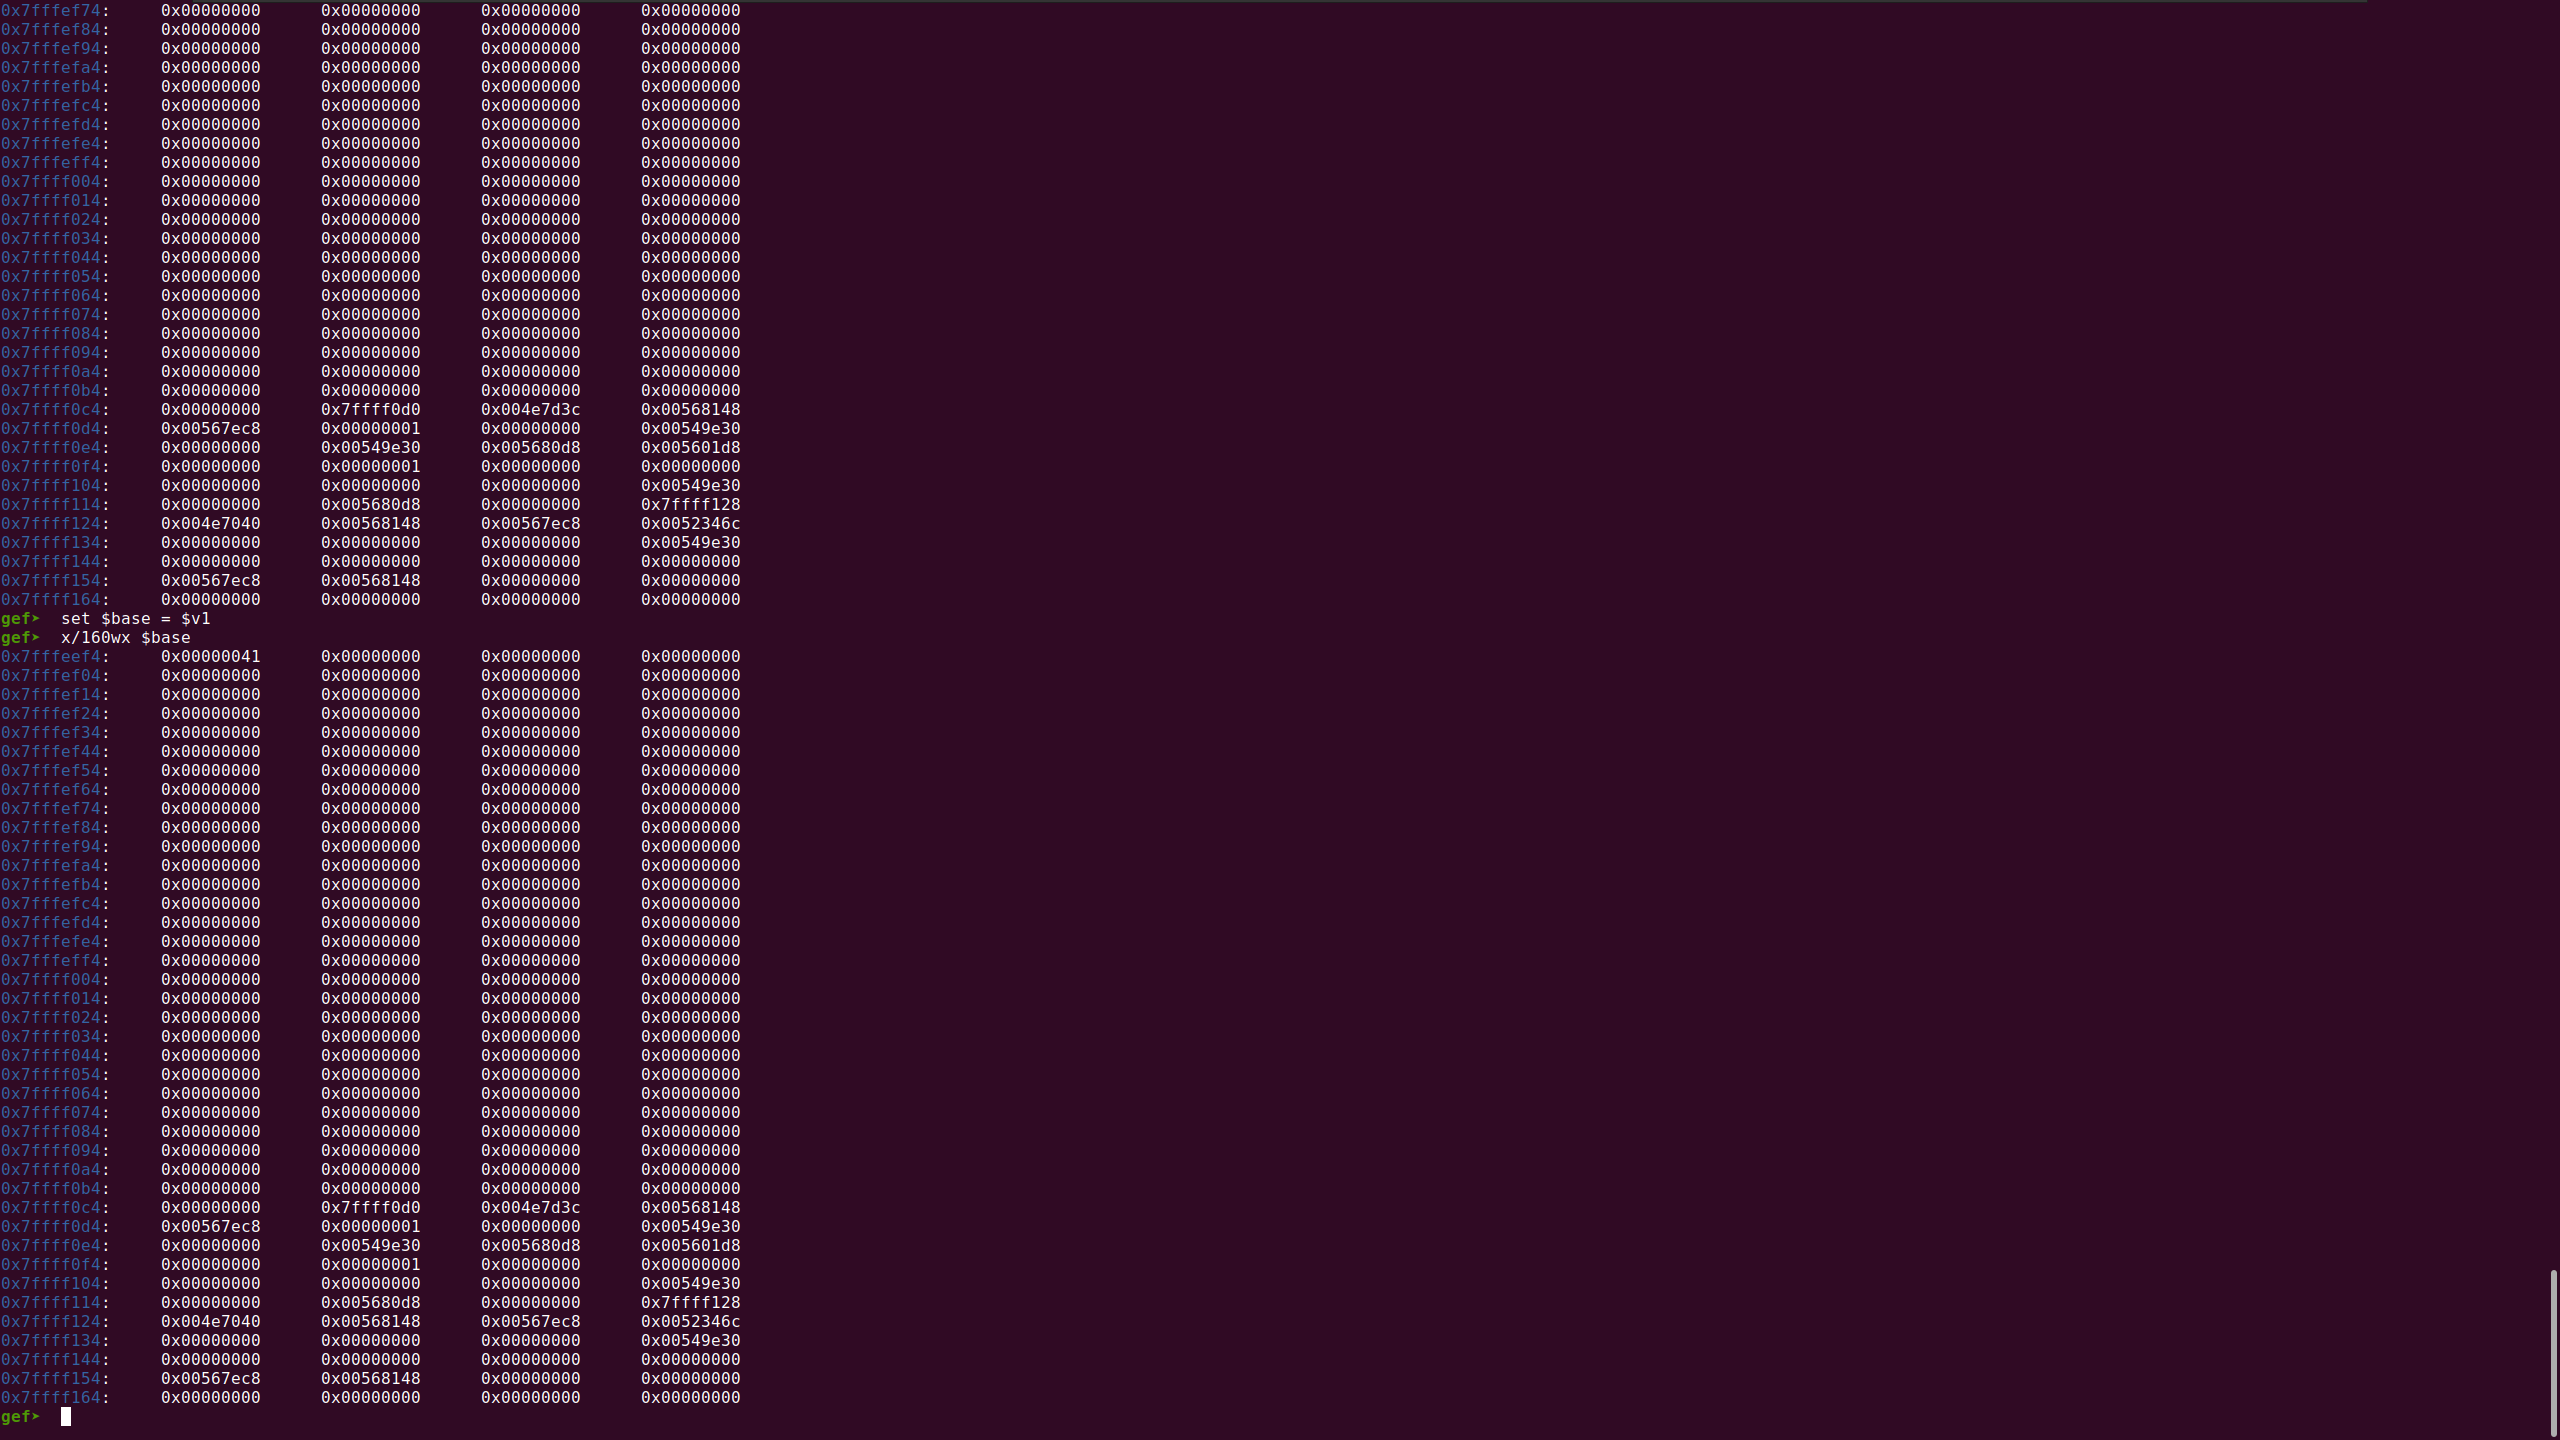 0x7fffef74:     0x00000000      0x00000000      0x00000000      0x00000000
0x7fffef84:     0x00000000      0x00000000      0x00000000      0x00000000
0x7fffef94:     0x00000000      0x00000000      0x00000000      0x00000000
0x7fffefa4:     0x00000000      0x00000000      0x00000000      0x00000000
0x7fffefb4:     0x00000000      0x00000000      0x00000000      0x00000000
0x7fffefc4:     0x00000000      0x00000000      0x00000000      0x00000000
0x7fffefd4:     0x00000000      0x00000000      0x00000000      0x00000000
0x7fffefe4:     0x00000000      0x00000000      0x00000000      0x00000000
0x7fffeff4:     0x00000000      0x00000000      0x00000000      0x00000000
0x7ffff004:     0x00000000      0x00000000      0x00000000      0x00000000
0x7ffff014:     0x00000000      0x00000000      0x00000000      0x00000000
0x7ffff024:     0x00000000      0x00000000      0x00000000      0x00000000
0x7ffff034:     0x00000000      0x00000000      0x00000000      0x00000000
0x7ffff044:     0x00000000      0x00000000      0x00000000      0x00000000
0x7ffff054:     0x00000000      0x00000000      0x00000000      0x00000000
0x7ffff064:     0x00000000      0x00000000      0x00000000      0x00000000
0x7ffff074:     0x00000000      0x00000000      0x00000000      0x00000000
0x7ffff084:     0x00000000      0x00000000      0x00000000      0x00000000
0x7ffff094:     0x00000000      0x00000000      0x00000000      0x00000000
0x7ffff0a4:     0x00000000      0x00000000      0x00000000      0x00000000
0x7ffff0b4:     0x00000000      0x00000000      0x00000000      0x00000000
0x7ffff0c4:     0x00000000      0x7ffff0d0      0x004e7d3c      0x00568148
0x7ffff0d4:     0x00567ec8      0x00000001      0x00000000      0x00549e30
0x7ffff0e4:     0x00000000      0x00549e30      0x005680d8      0x005601d8
0x7ffff0f4:     0x00000000      0x00000001      0x00000000      0x00000000
0x7ffff104:     0x00000000      0x00000000      0x00000000      0x00549e30
0x7ffff114:     0x00000000      0x005680d8      0x00000000      0x7ffff128
0x7ffff124:     0x004e7040      0x00568148      0x00567ec8      0x0052346c
0x7ffff134:     0x00000000      0x00000000      0x00000000      0x00549e30
0x7ffff144:     0x00000000      0x00000000      0x00000000      0x00000000
0x7ffff154:     0x00567ec8      0x00568148      0x00000000      0x00000000
0x7ffff164:     0x00000000      0x00000000      0x00000000      0x00000000
gef➤  set $base = $v1
gef➤  x/160wx $base
0x7fffeef4:     0x00000041      0x00000000      0x00000000      0x00000000
0x7fffef04:     0x00000000      0x00000000      0x00000000      0x00000000
0x7fffef14:     0x00000000      0x00000000      0x00000000      0x00000000
0x7fffef24:     0x00000000      0x00000000      0x00000000      0x00000000
0x7fffef34:     0x00000000      0x00000000      0x00000000      0x00000000
0x7fffef44:     0x00000000      0x00000000      0x00000000      0x00000000
0x7fffef54:     0x00000000      0x00000000      0x00000000      0x00000000
0x7fffef64:     0x00000000      0x00000000      0x00000000      0x00000000
0x7fffef74:     0x00000000      0x00000000      0x00000000      0x00000000
0x7fffef84:     0x00000000      0x00000000      0x00000000      0x00000000
0x7fffef94:     0x00000000      0x00000000      0x00000000      0x00000000
0x7fffefa4:     0x00000000      0x00000000      0x00000000      0x00000000
0x7fffefb4:     0x00000000      0x00000000      0x00000000      0x00000000
0x7fffefc4:     0x00000000      0x00000000      0x00000000      0x00000000
0x7fffefd4:     0x00000000      0x00000000      0x00000000      0x00000000
0x7fffefe4:     0x00000000      0x00000000      0x00000000      0x00000000
0x7fffeff4:     0x00000000      0x00000000      0x00000000      0x00000000
0x7ffff004:     0x00000000      0x00000000      0x00000000      0x00000000
0x7ffff014:     0x00000000      0x00000000      0x00000000      0x00000000
0x7ffff024:     0x00000000      0x00000000      0x00000000      0x00000000
0x7ffff034:     0x00000000      0x00000000      0x00000000      0x00000000
0x7ffff044:     0x00000000      0x00000000      0x00000000      0x00000000
0x7ffff054:     0x00000000      0x00000000      0x00000000      0x00000000
0x7ffff064:     0x00000000      0x00000000      0x00000000      0x00000000
0x7ffff074:     0x00000000      0x00000000      0x00000000      0x00000000
0x7ffff084:     0x00000000      0x00000000      0x00000000      0x00000000
0x7ffff094:     0x00000000      0x00000000      0x00000000      0x00000000
0x7ffff0a4:     0x00000000      0x00000000      0x00000000      0x00000000
0x7ffff0b4:     0x00000000      0x00000000      0x00000000      0x00000000
0x7ffff0c4:     0x00000000      0x7ffff0d0      0x004e7d3c      0x00568148
0x7ffff0d4:     0x00567ec8      0x00000001      0x00000000      0x00549e30
0x7ffff0e4:     0x00000000      0x00549e30      0x005680d8      0x005601d8
0x7ffff0f4:     0x00000000      0x00000001      0x00000000      0x00000000
0x7ffff104:     0x00000000      0x00000000      0x00000000      0x00549e30
0x7ffff114:     0x00000000      0x005680d8      0x00000000      0x7ffff128
0x7ffff124:     0x004e7040      0x00568148      0x00567ec8      0x0052346c
0x7ffff134:     0x00000000      0x00000000      0x00000000      0x00549e30
0x7ffff144:     0x00000000      0x00000000      0x00000000      0x00000000
0x7ffff154:     0x00567ec8      0x00568148      0x00000000      0x00000000
0x7ffff164:     0x00000000      0x00000000      0x00000000      0x00000000
gef➤